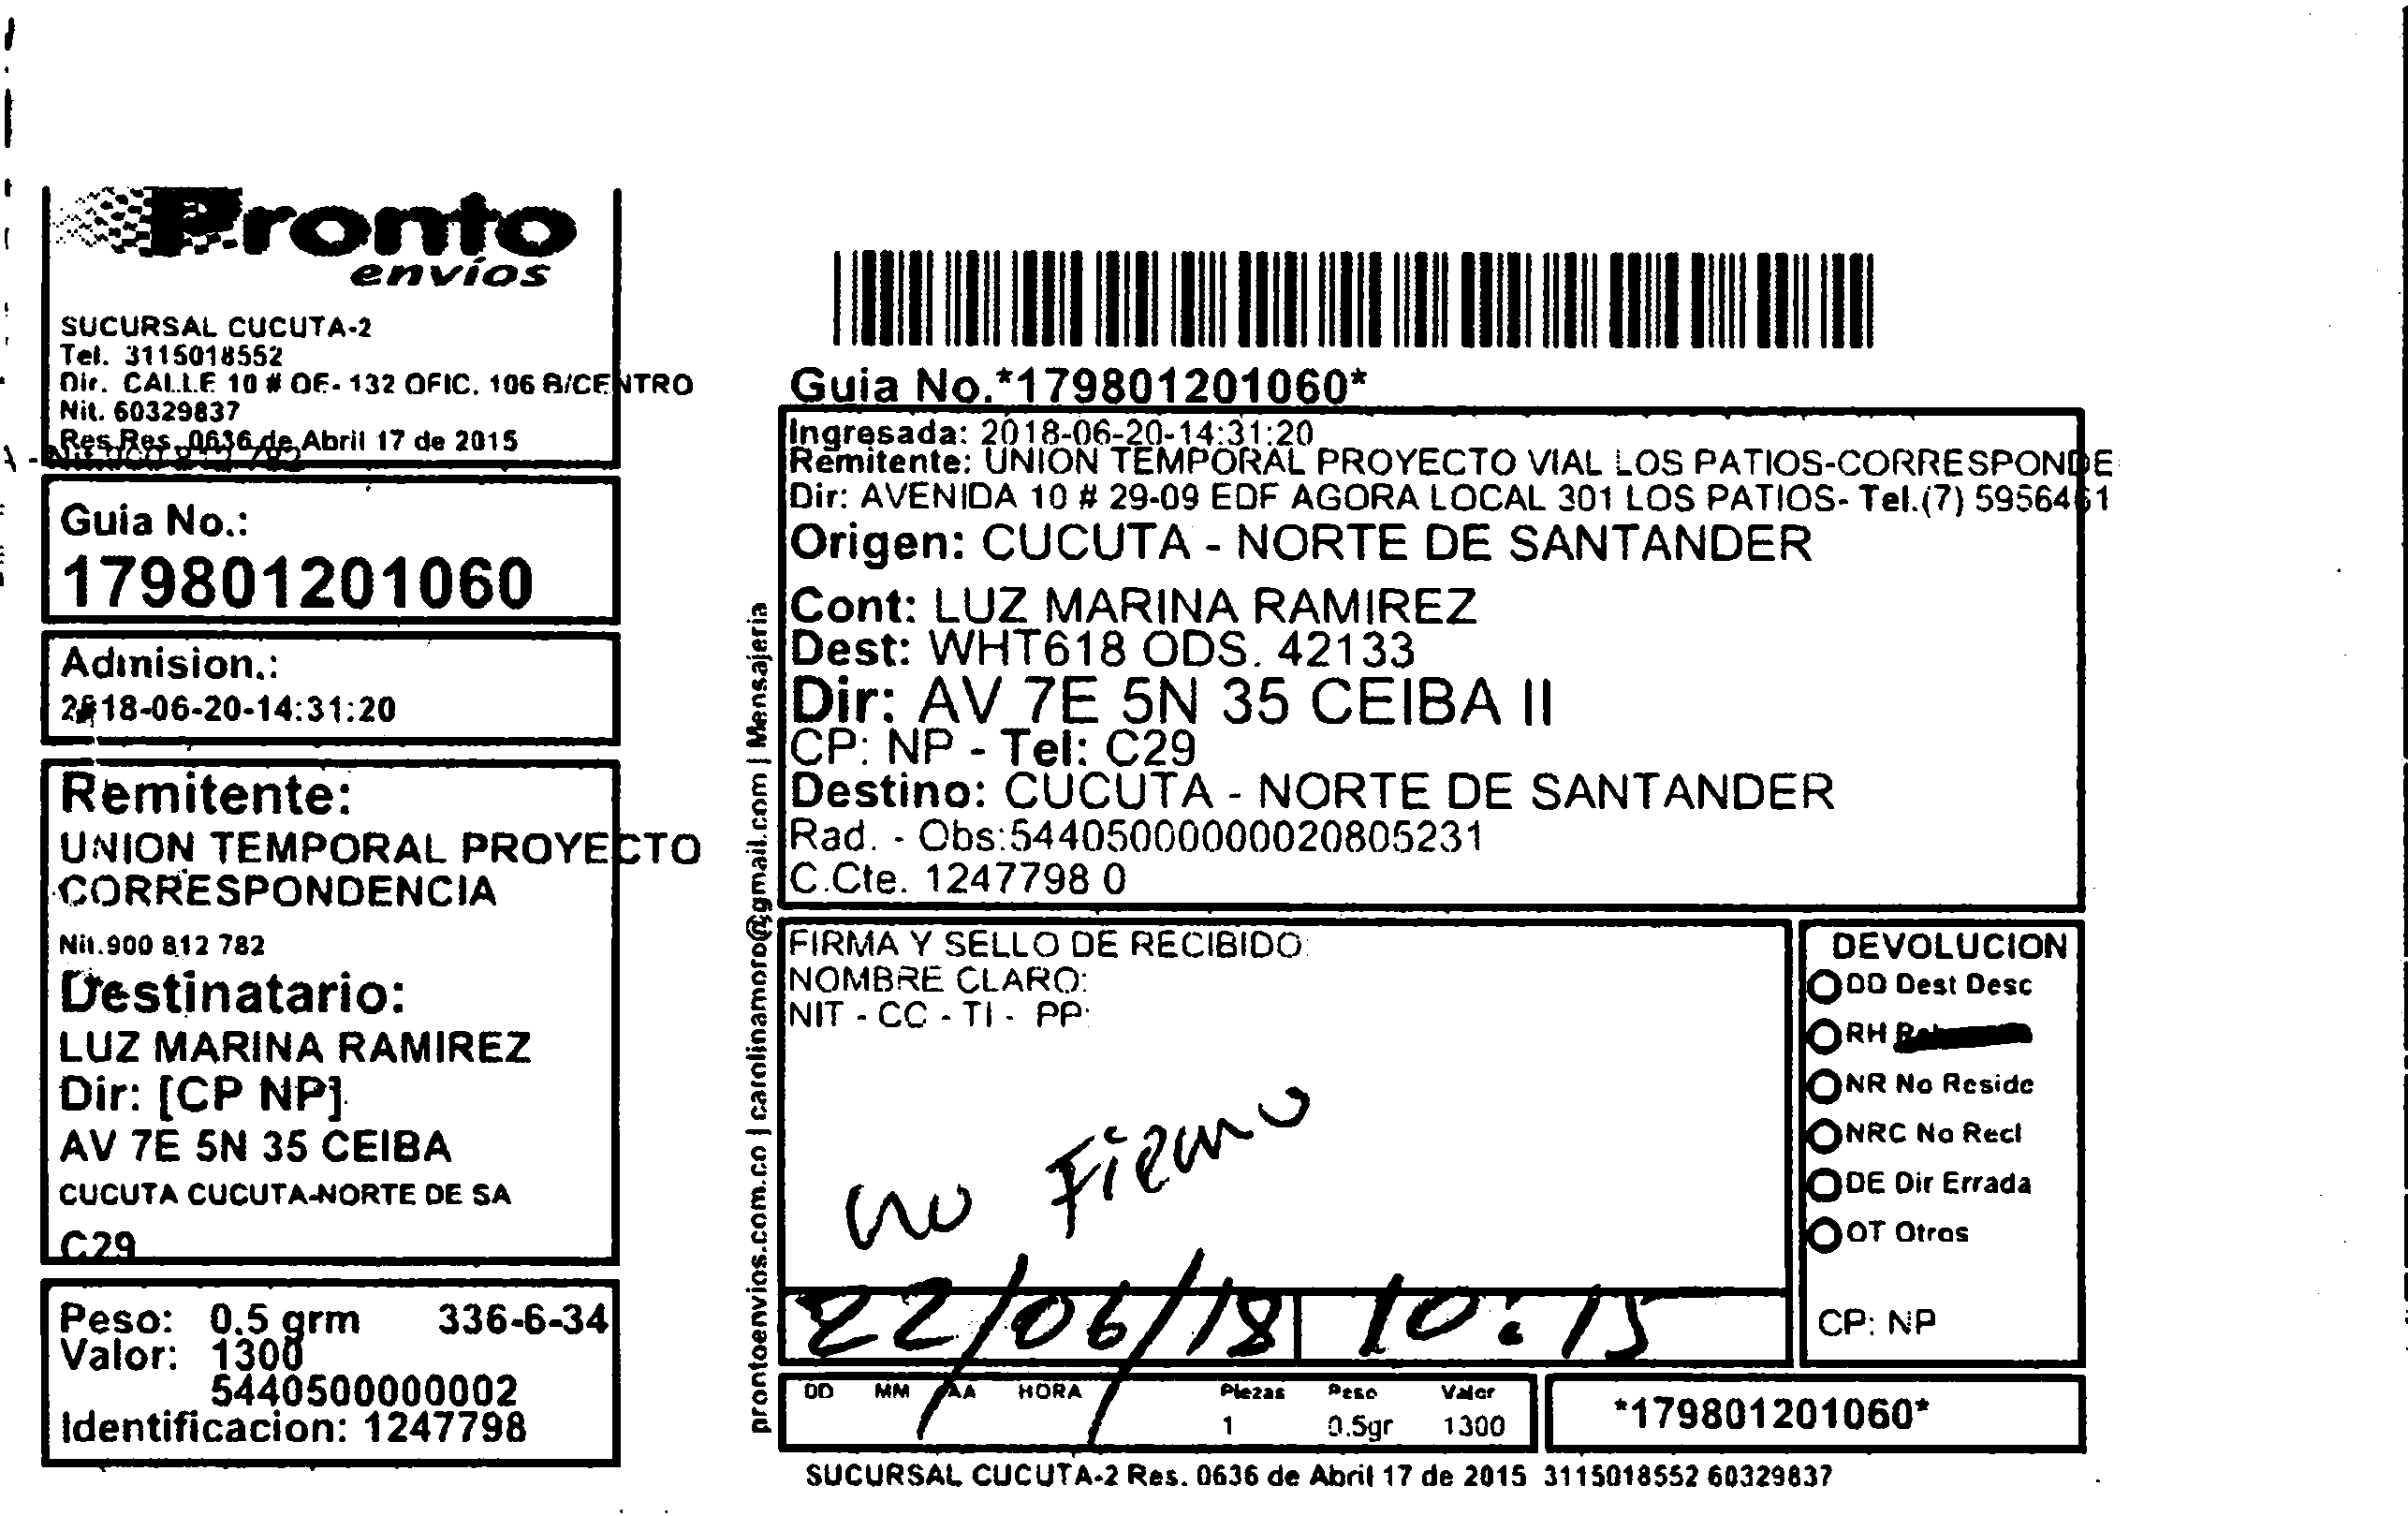 Pronto
envíos
SUCURSAL CUCUTA-2
Tel. 3115018552
Dir. CALLE 10 # OE- 132 OFIC. 106 B/CENTRO
Nit. 60329837
Res Res. 0636 de Abril 17 de 2015
Guia No.:
179801201060
Admision.:
2018-06-20-14:31:20
Remitente:
UNION TEMPORAL PROYECTO
CORRESPONDENCIA
Nit.900 812 782
Destinatario:
LUZ MARINA RAMIREZ
Dir: [CP NP]
AV 7E 5N 35 CEIBA
CUCUTA CUCUTA-NORTE DE SA
C29
Peso: 0.5 grm 336-6-34
Valor: 1300
5440500000002
Identificacion: 1247798
prontoenvios.com.co | carolinamoro@gmail.com | Mensajeria
Guia No.*179801201060*
Ingresada: 2018-06-20-14:31:20
Remitente: UNION TEMPORAL PROYECTO VIAL LOS PATIOS-CORRESPONDE
Dir: AVENIDA 10 # 29-09 EDF AGORA LOCAL 301 LOS PATIOS- Tel.(7) 5956461
Origen: CUCUTA - NORTE DE SANTANDER
Cont: LUZ MARINA RAMIREZ
Dest: WHT618 ODS. 42133
Dir: AV 7E 5N 35 CEIBA II
CP: NP - Tel: C29
Destino: CUCUTA - NORTE DE SANTANDER
Rad. - Obs:544050000000020805231
C.Cte. 1247798 0
FIRMA Y SELLO DE RECIBIDO:
NOMBRE CLARO:
NIT - CC - TI - PP:
no Firmo
22/06/18 10:15
DD MM AA HORA Piezas Peso Valor
1 0.5gr 1300
DEVOLUCION
DD Dest Desc
RH
NR No Reside
NRC No Recl
DE Dir Errada
OT Otros
CP: NP
*179801201060*
SUCURSAL CUCUTA-2 Res. 0636 de Abril 17 de 2015 3115018552 60329837